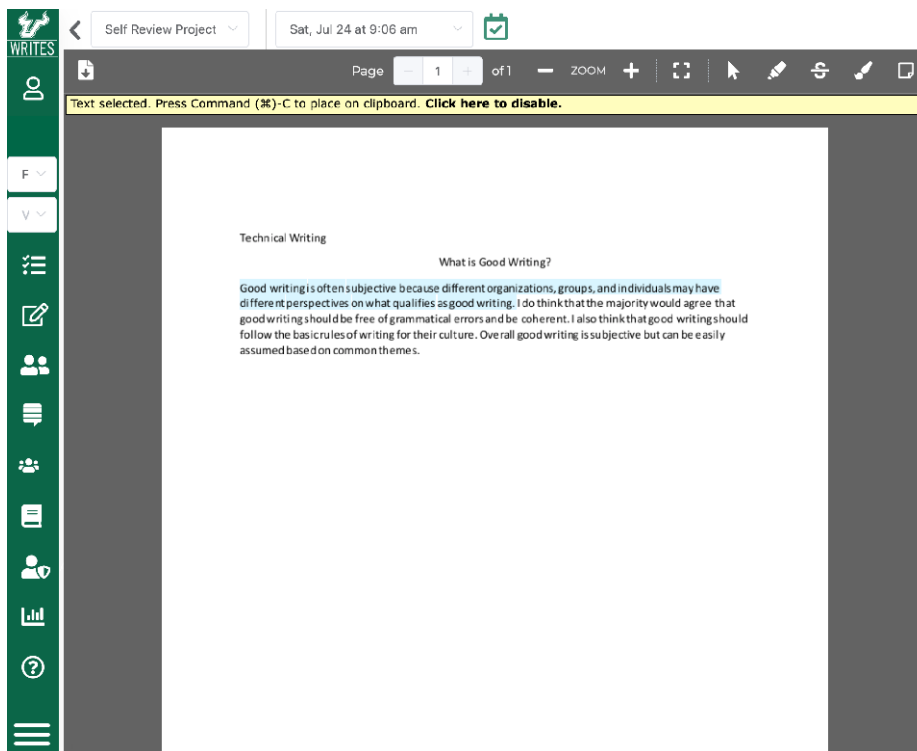 WRITES
Self Review Project
Sat, Jul 24 at 9:06 am
Page
1
of 1
ZOOM
Text selected. Press Command (⌘)-C to place on clipboard. Click here to disable.
F
V
Technical Writing
What is Good Writing?
Good writing is often subjective because different organizations, groups, and individuals may have
different perspectives on what qualifies as good writing. I do think that the majority would agree that
good writing should be free of grammatical errors and be coherent. I also think that good writing should
follow the basic rules of writing for their culture. Overall good writing is subjective but can be easily
assumed based on common themes.